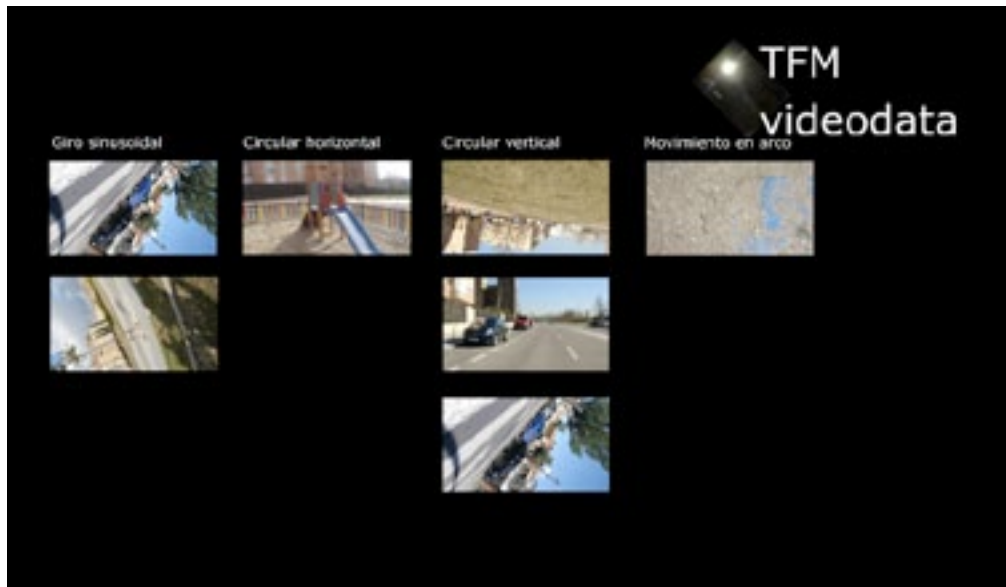 TFM
videodata
Giro sinusoidal
Circular horizontal
Circular vertical
Movimiento en arco